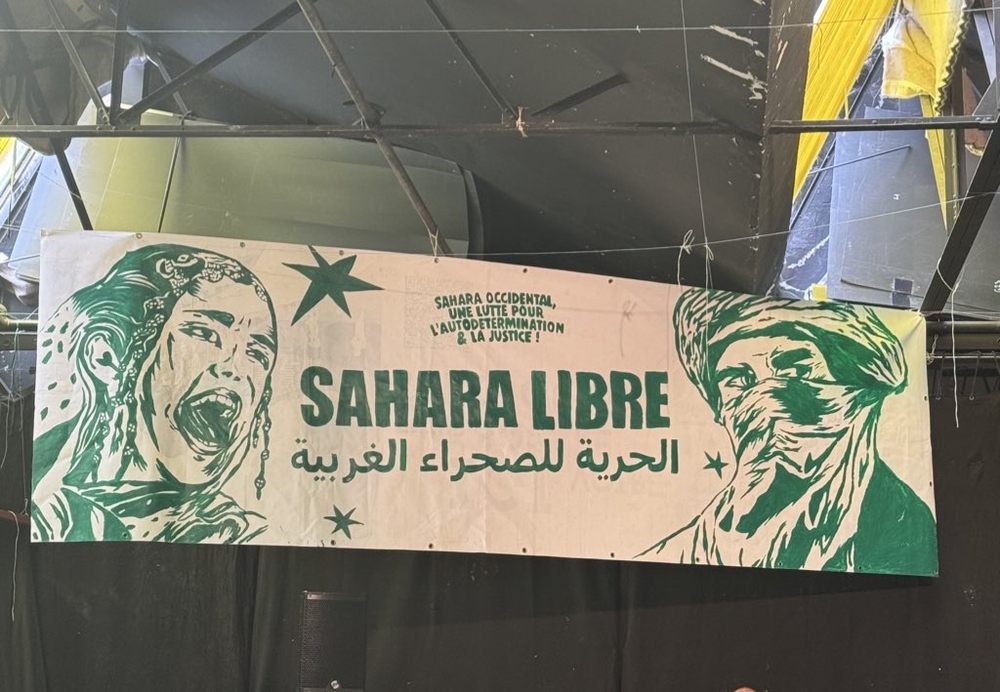 SAHARA OCCIDENTAL,
UNE LUTTE POUR
L'AUTODETERMINATION
& LA JUSTICE !
SAHARA LIBRE
الحرية للصحراء الغربية